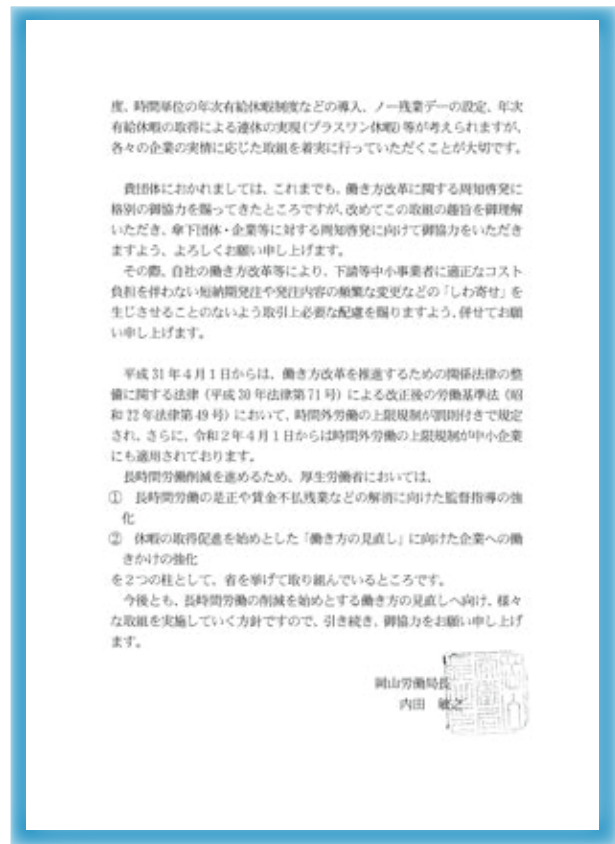 度、時間単位の年次有給休暇制度などの導入、ノー残業デーの設定、年次
有給休暇の取得による連休の実現(プラスワン休暇)等が考えられますが、
各々の企業の実情に応じた取組を着実に行っていただくことが大切です。
貴団体におかれましては、これまでも、働き方改革に関する周知啓発に
格別の御協力を賜ってきたところですが、改めてこの取組の趣旨を御理解
いただき、傘下団体・企業等に対する周知啓発に向けて御協力をいただき
ますよう、よろしくお願い申し上げます。
その際、自社の働き方改革等により、下請等中小事業者に適正なコスト
負担を伴わない短納期発注や発注内容の頻繁な変更などの「しわ寄せ」を
生じさせることのないよう取引上必要な配慮を賜りますよう、併せてお願
い申し上げます。
平成31年4月1日からは、働き方改革を推進するための関係法律の整
備に関する法律(平成30年法律第71号)による改正後の労働基準法(昭
和22年法律第49号)において、時間外労働の上限規制が罰則付きで規定
され、さらに、令和2年4月1日からは時間外労働の上限規制が中小企業
にも適用されております。
長時間労働削減を進めるため、厚生労働省においては、
① 長時間労働の是正や賃金不払残業などの解消に向けた監督指導の強
化
② 休暇の取得促進を始めとした「働き方の見直し」に向けた企業への働
きかけの強化
を2つの柱として、省を挙げて取り組んでいるところです。
今後とも、長時間労働の削減を始めとする働き方の見直しへ向け、様々
な取組を実施していく方針ですので、引き続き、御協力をお願い申し上げ
ます。
岡山労働局長
内田 敏之